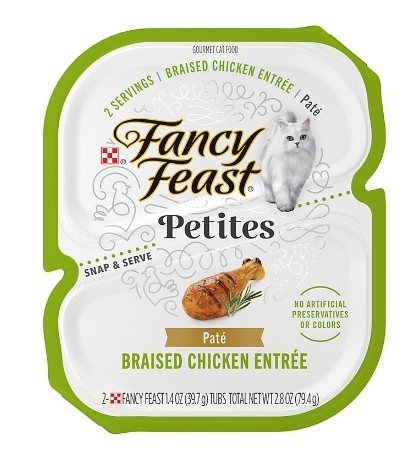 GOURMET CAT FOOD
2 SERVINGS | BRAISED CHICKEN ENTRÉE | Paté
Fancy
Feast®
Petites
SNAP & SERVE
NO ARTIFICIAL
PRESERVATIVES
OR COLORS
Paté
BRAISED CHICKEN ENTRÉE
2- FANCY FEAST 1.4 OZ (39.7 g) TUBS TOTAL NET WT 2.8 OZ (79.4 g)